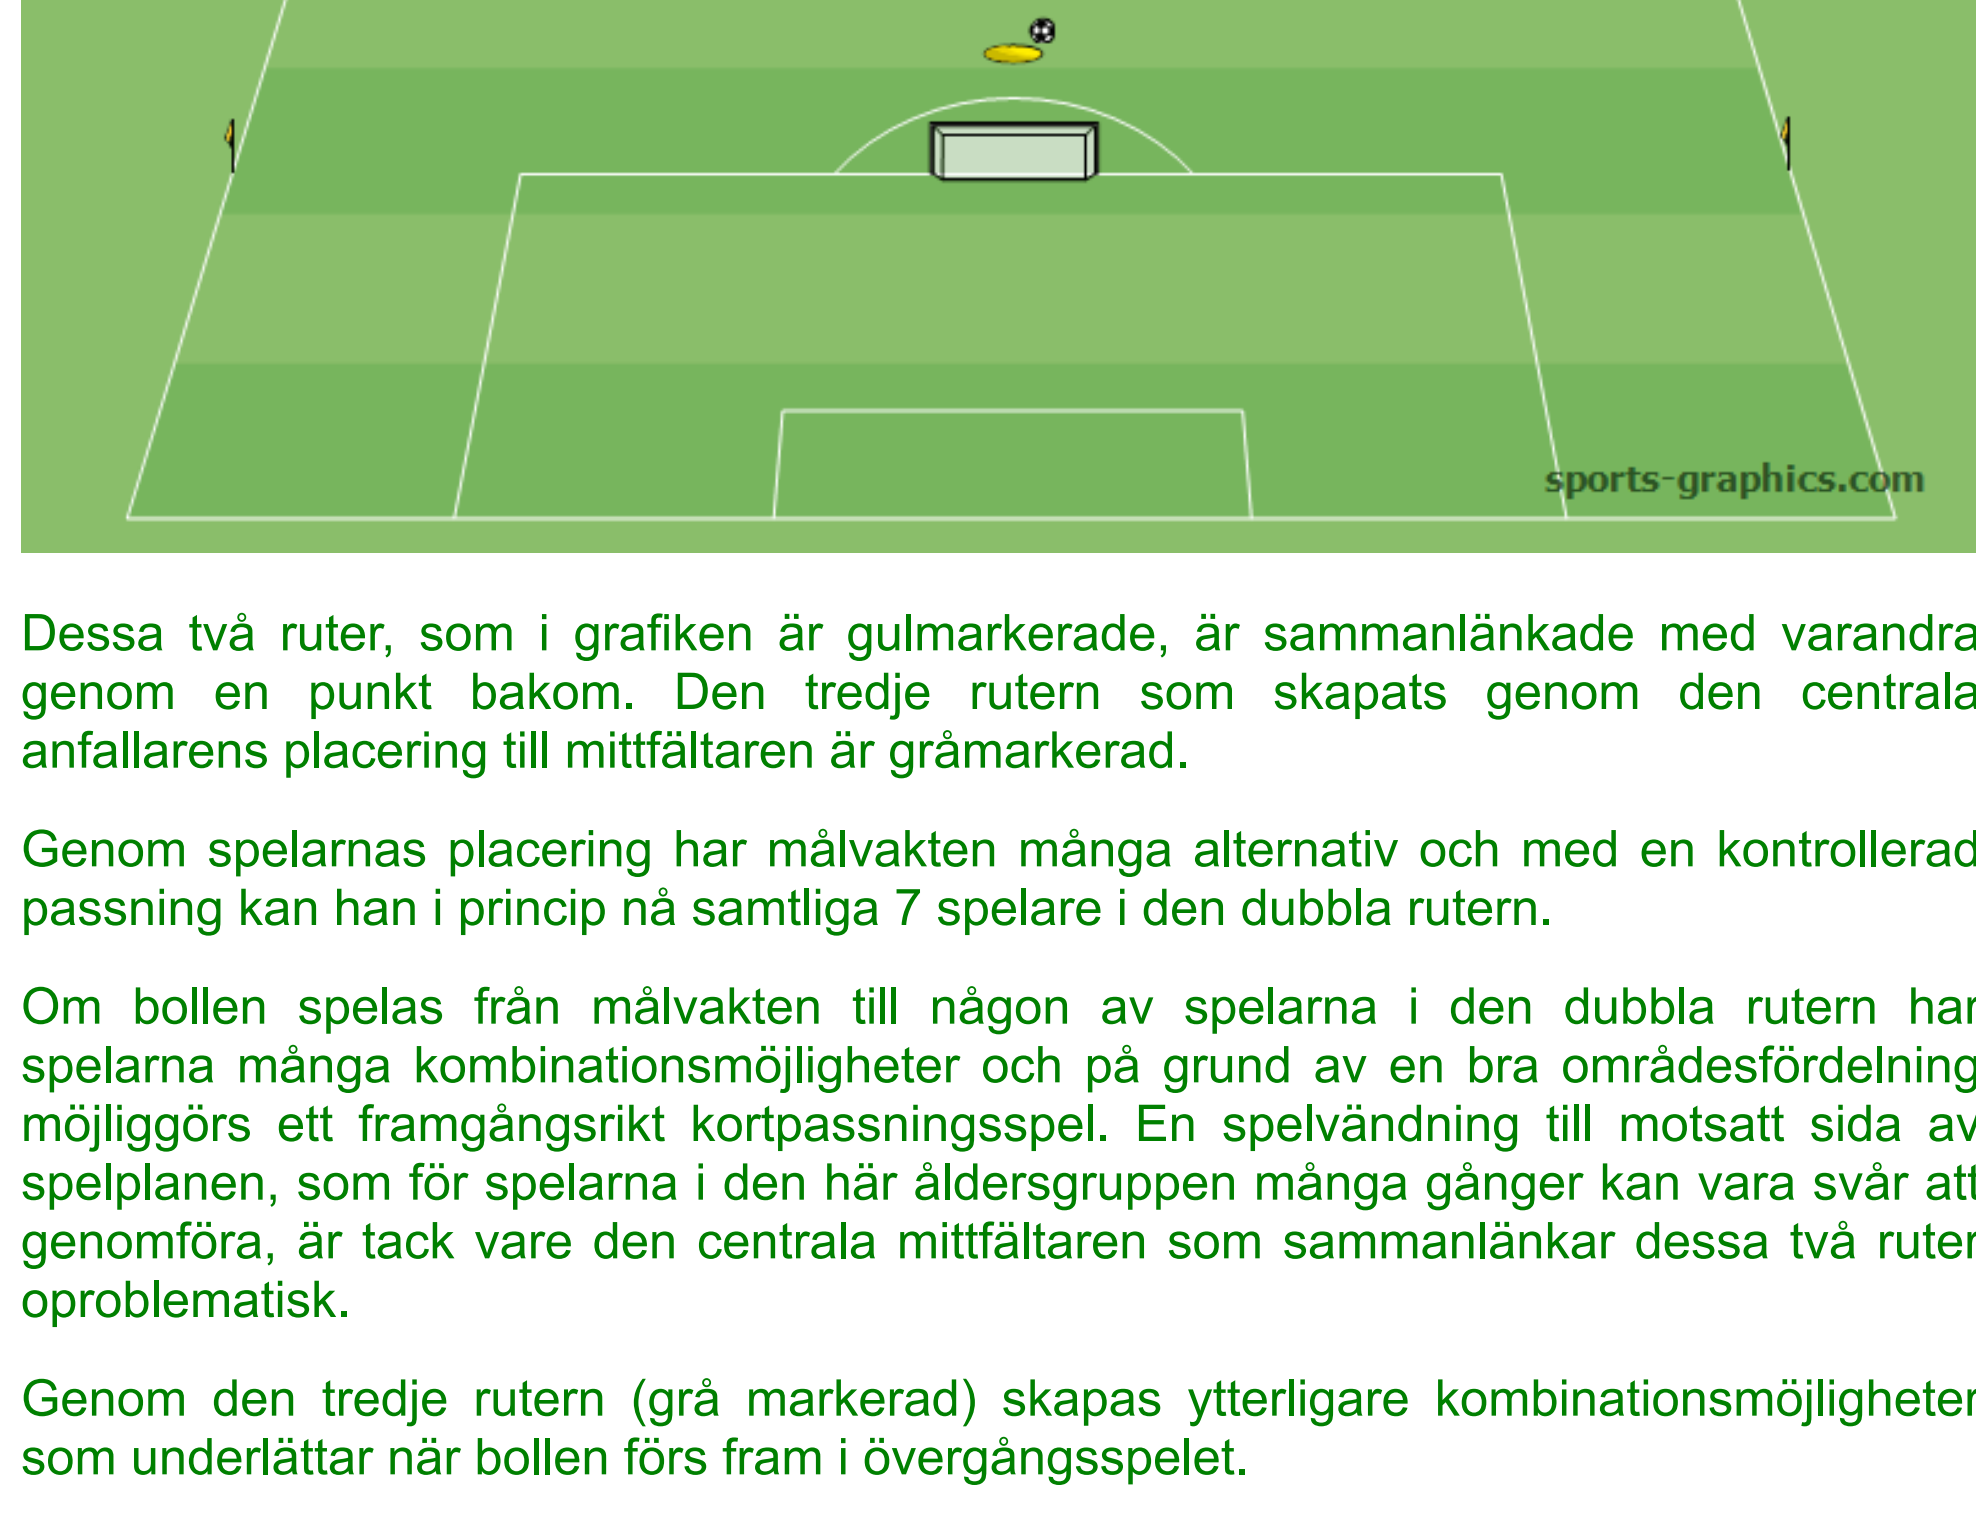 sports-graphics.com
Dessa två ruter, som i grafiken är gulmarkerade, är sammanlänkade med varandra
genom en punkt bakom. Den tredje rutern som skapats genom den centrala
anfallarens placering till mittfältaren är gråmarkerad.
Genom spelarnas placering har målvakten många alternativ och med en kontrollerad
passning kan han i princip nå samtliga 7 spelare i den dubbla rutern.
Om bollen spelas från målvakten till någon av spelarna i den dubbla rutern har
spelarna många kombinationsmöjligheter och på grund av en bra områdesfördelning
möjliggörs ett framgångsrikt kortpassningsspel. En spelvändning till motsatt sida av
spelplanen, som för spelarna i den här åldersgruppen många gånger kan vara svår att
genomföra, är tack vare den centrala mittfältaren som sammanlänkar dessa två ruter
oproblematisk.
Genom den tredje rutern (grå markerad) skapas ytterligare kombinationsmöjligheter
som underlättar när bollen förs fram i övergångsspelet.